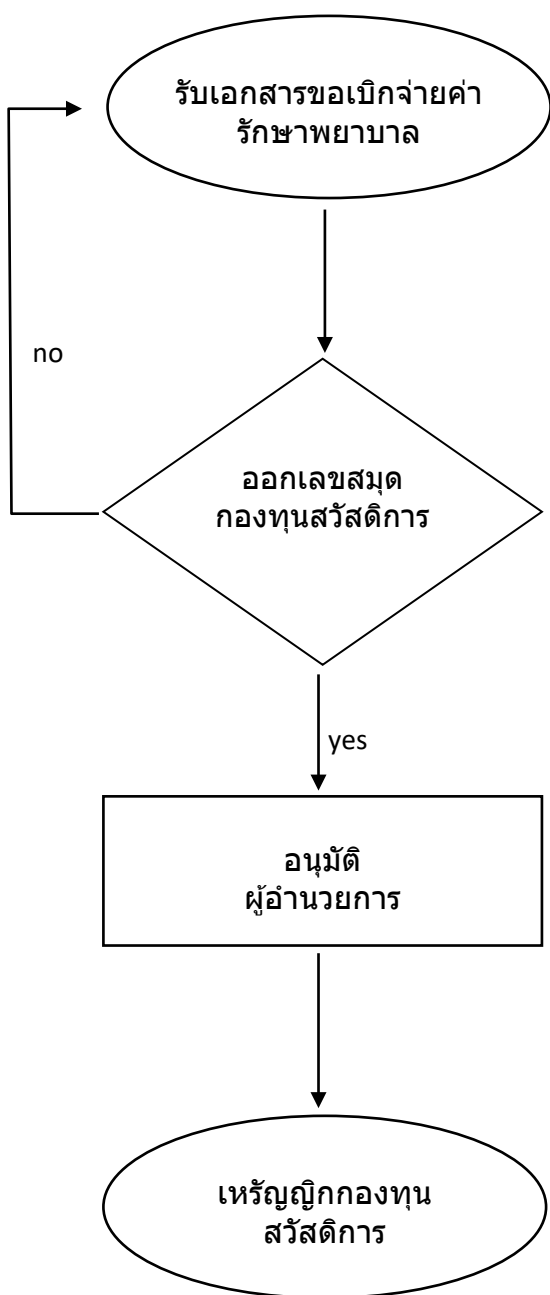 รับเอกสารขอเบิกจ่ายค่า
รักษาพยาบาล
no
ออกเลขสมุด
กองทุนสวัสดิการ
yes
อนุมัติ
ผู้อำนวยการ
เหรัญญิกกองทุน
สวัสดิการ